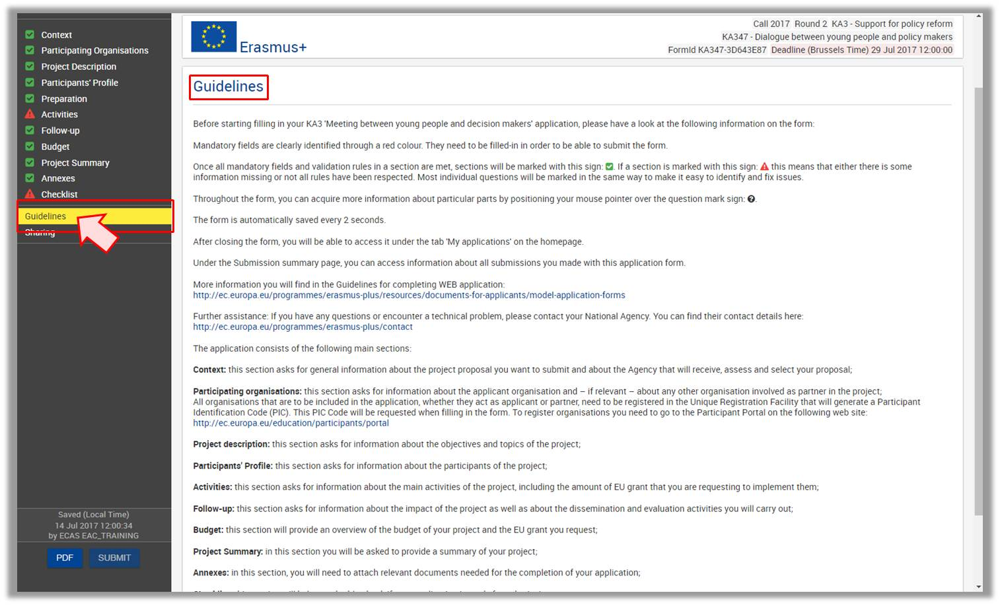 Context
Participating Organisations
Project Description
Participants' Profile
Preparation
Activities
Follow-up
Budget
Project Summary
Annexes
Checklist
Guidelines
Sharing
Saved (Local Time)
14 Jul 2017 12:00:34
by ECAS EAC_TRAINING
PDF SUBMIT
Erasmus+
Call 2017 Round 2 KA3 - Support for policy reform
KA347 - Dialogue between young people and policy makers
FormId KA347-3D643E87 Deadline (Brussels Time) 29 Jul 2017 12:00:00
Guidelines
Before starting filling in your KA3 'Meeting between young people and decision makers' application, please have a look at the following information on the form:
Mandatory fields are clearly identified through a red colour. They need to be filled-in in order to be able to submit the form.
Once all mandatory fields and validation rules in a section are met, sections will be marked with this sign: . If a section is marked with this sign: this means that either there is some
information missing or not all rules have been respected. Most individual questions will be marked in the same way to make it easy to identify and fix issues.
Throughout the form, you can acquire more information about particular parts by positioning your mouse pointer over the question mark sign: ?.
The form is automatically saved every 2 seconds.
After closing the form, you will be able to access it under the tab 'My applications' on the homepage.
Under the Submission summary page, you can access information about all submissions you made with this application form.
More information you will find in the Guidelines for completing WEB application:
http://ec.europa.eu/programmes/erasmus-plus/resources/documents-for-applicants/model-application-forms
Further assistance: If you have any questions or encounter a technical problem, please contact your National Agency. You can find their contact details here:
http://ec.europa.eu/programmes/erasmus-plus/contact
The application consists of the following main sections:
Context: this section asks for general information about the project proposal you want to submit and about the Agency that will receive, assess and select your proposal;
Participating organisations: this section asks for information about the applicant organisation and – if relevant – about any other organisation involved as partner in the project;
All organisations that are to be included in the application, whether they act as applicant or partner, need to be registered in the Unique Registration Facility that will generate a Participant
Identification Code (PIC). This PIC Code will be requested when filling in the form. To register organisations you need to go to the Participant Portal on the following web site:
http://ec.europa.eu/education/participants/portal
Project description: this section asks for information about the objectives and topics of the project;
Participants' Profile: this section asks for information about the participants of the project;
Activities: this section asks for information about the main activities of the project, including the amount of EU grant that you are requesting to implement them;
Follow-up: this section asks for information about the impact of the project as well as about the dissemination and evaluation activities you will carry out;
Budget: this section will provide an overview of the budget of your project and the EU grant you request;
Project Summary: in this section you will be asked to provide a summary of your project;
Annexes: in this section, you will need to attach relevant documents needed for the completion of your application;